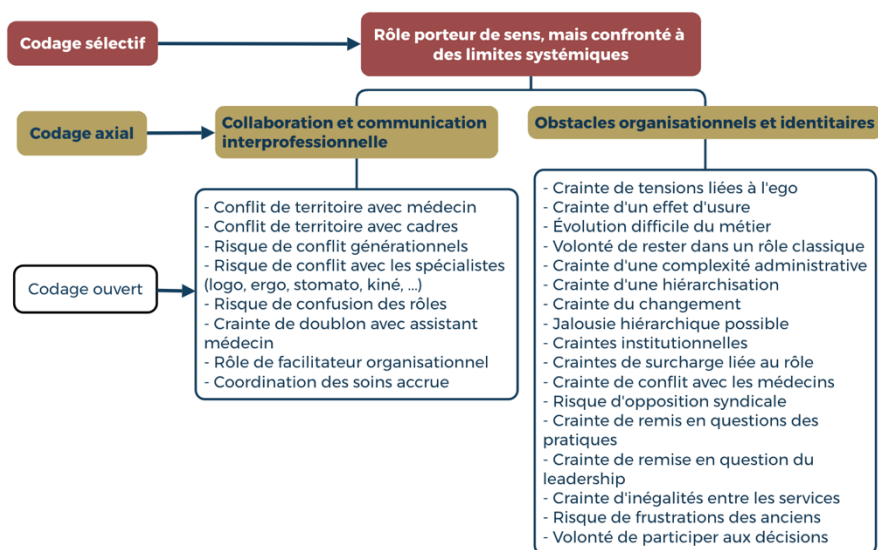 Codage sélectif
Rôle porteur de sens, mais confronté à
des limites systémiques
Codage axial
Collaboration et communication
interprofessionnelle
Obstacles organisationnels et identitaires
Codage ouvert
- Conflit de territoire avec médecin
- Conflit de territoire avec cadres
- Risque de conflit générationnels
- Risque de conflit avec les spécialistes
(logo, ergo, stomato, kiné, ...)
- Risque de confusion des rôles
- Crainte de doublon avec assistant
médecin
- Rôle de facilitateur organisationnel
- Coordination des soins accrue
- Crainte de tensions liées à l'ego
- Crainte d'un effet d'usure
- Évolution difficile du métier
- Volonté de rester dans un rôle classique
- Crainte d'une complexité administrative
- Crainte d'une hiérarchisation
- Crainte du changement
- Jalousie hiérarchique possible
- Craintes institutionnelles
- Craintes de surcharge liée au rôle
- Crainte de conflit avec les médecins
- Risque d'opposition syndicale
- Crainte de remis en questions des
pratiques
- Crainte de remise en question du
leadership
- Crainte d'inégalités entre les services
- Risque de frustrations des anciens
- Volonté de participer aux décisions